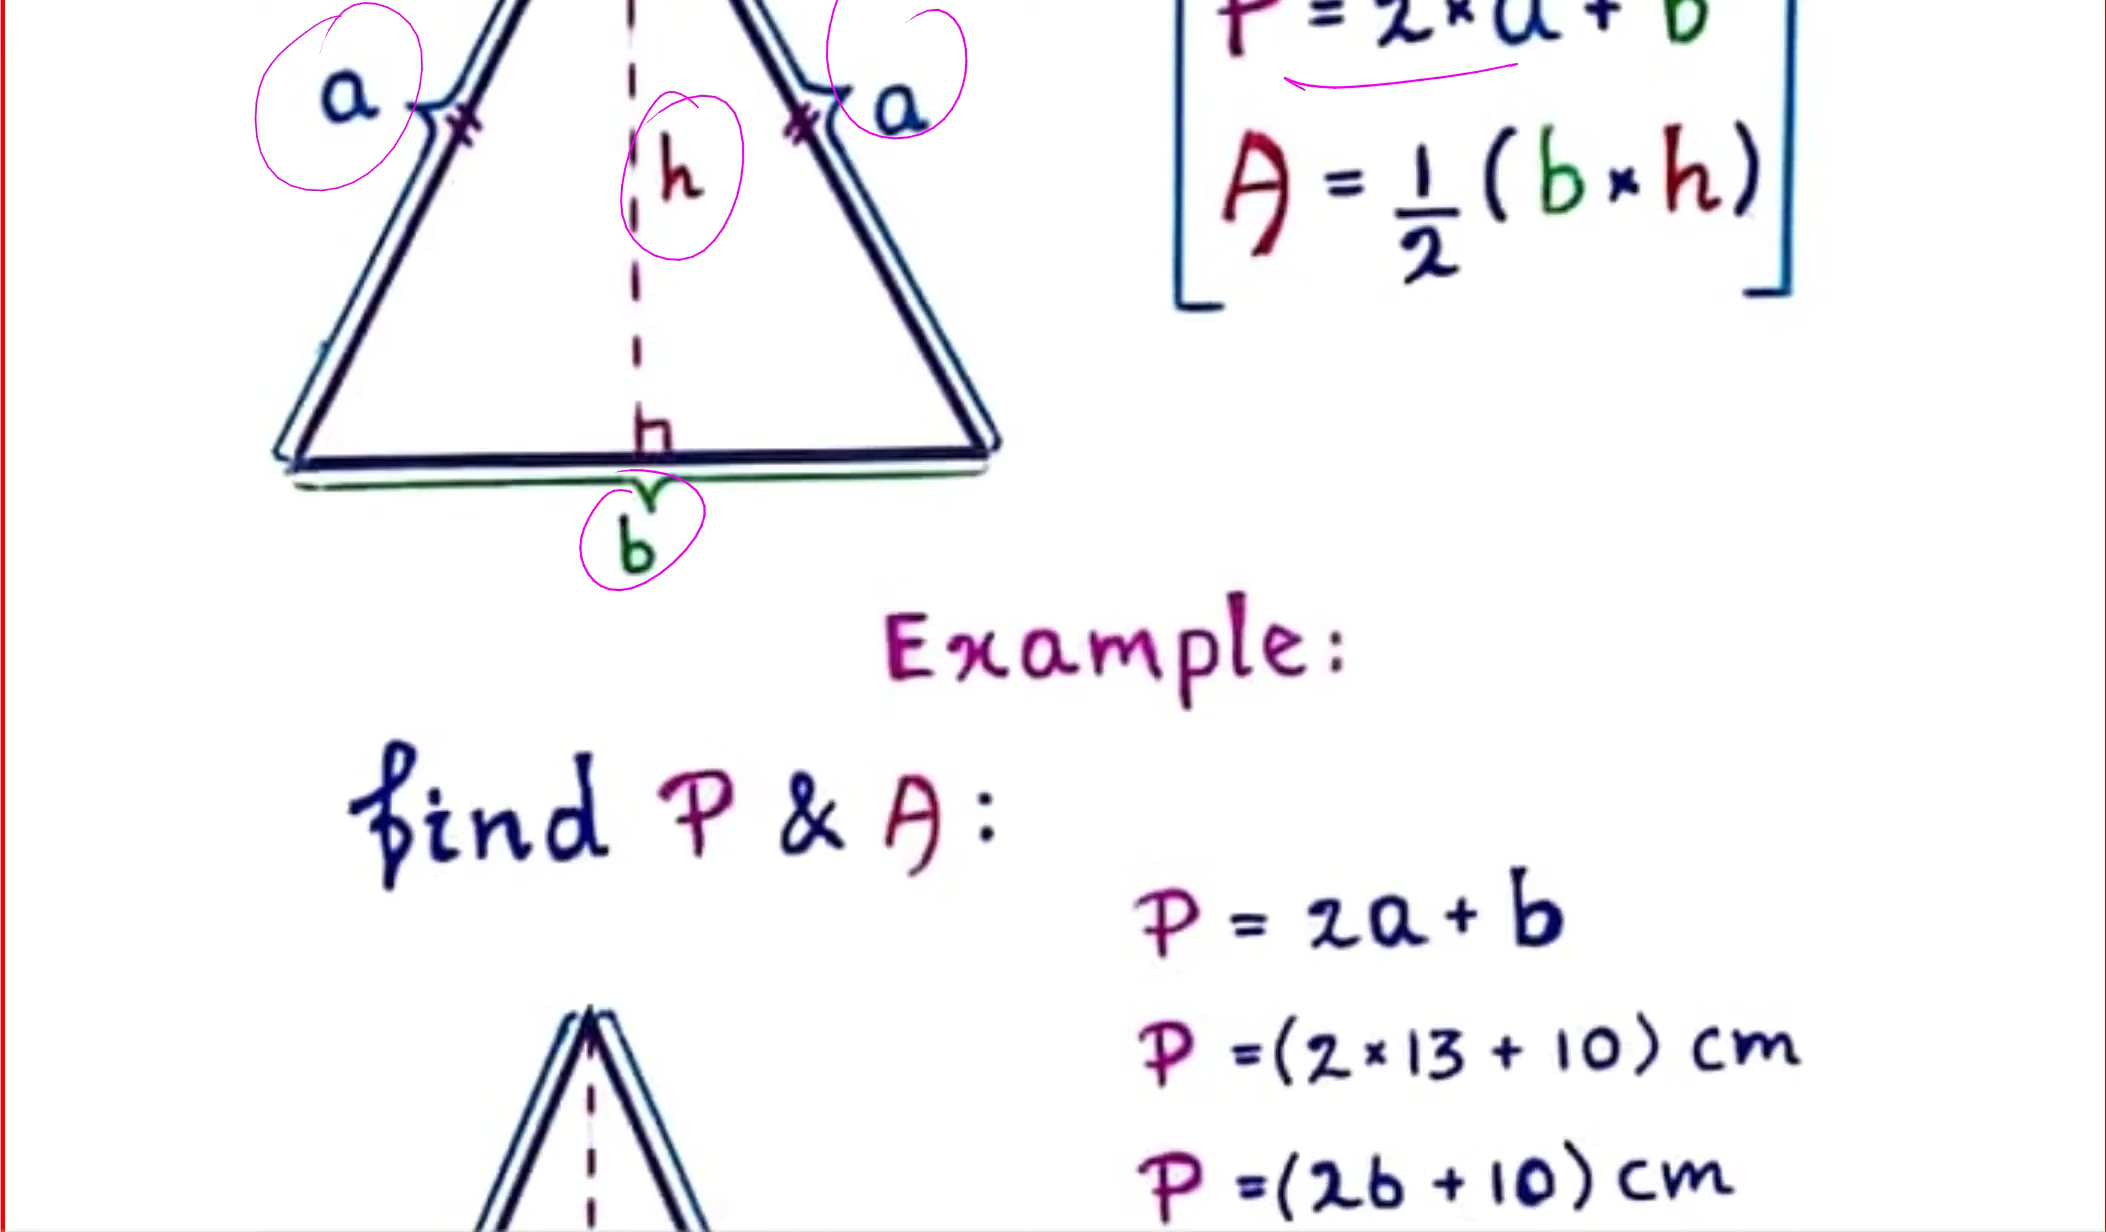 P = 2 × a + b
a
a
h
A = 1/2 (b × h)
b
Example:
find P & A:
P = 2a + b
P = (2 × 13 + 10) cm
P = (26 + 10) cm